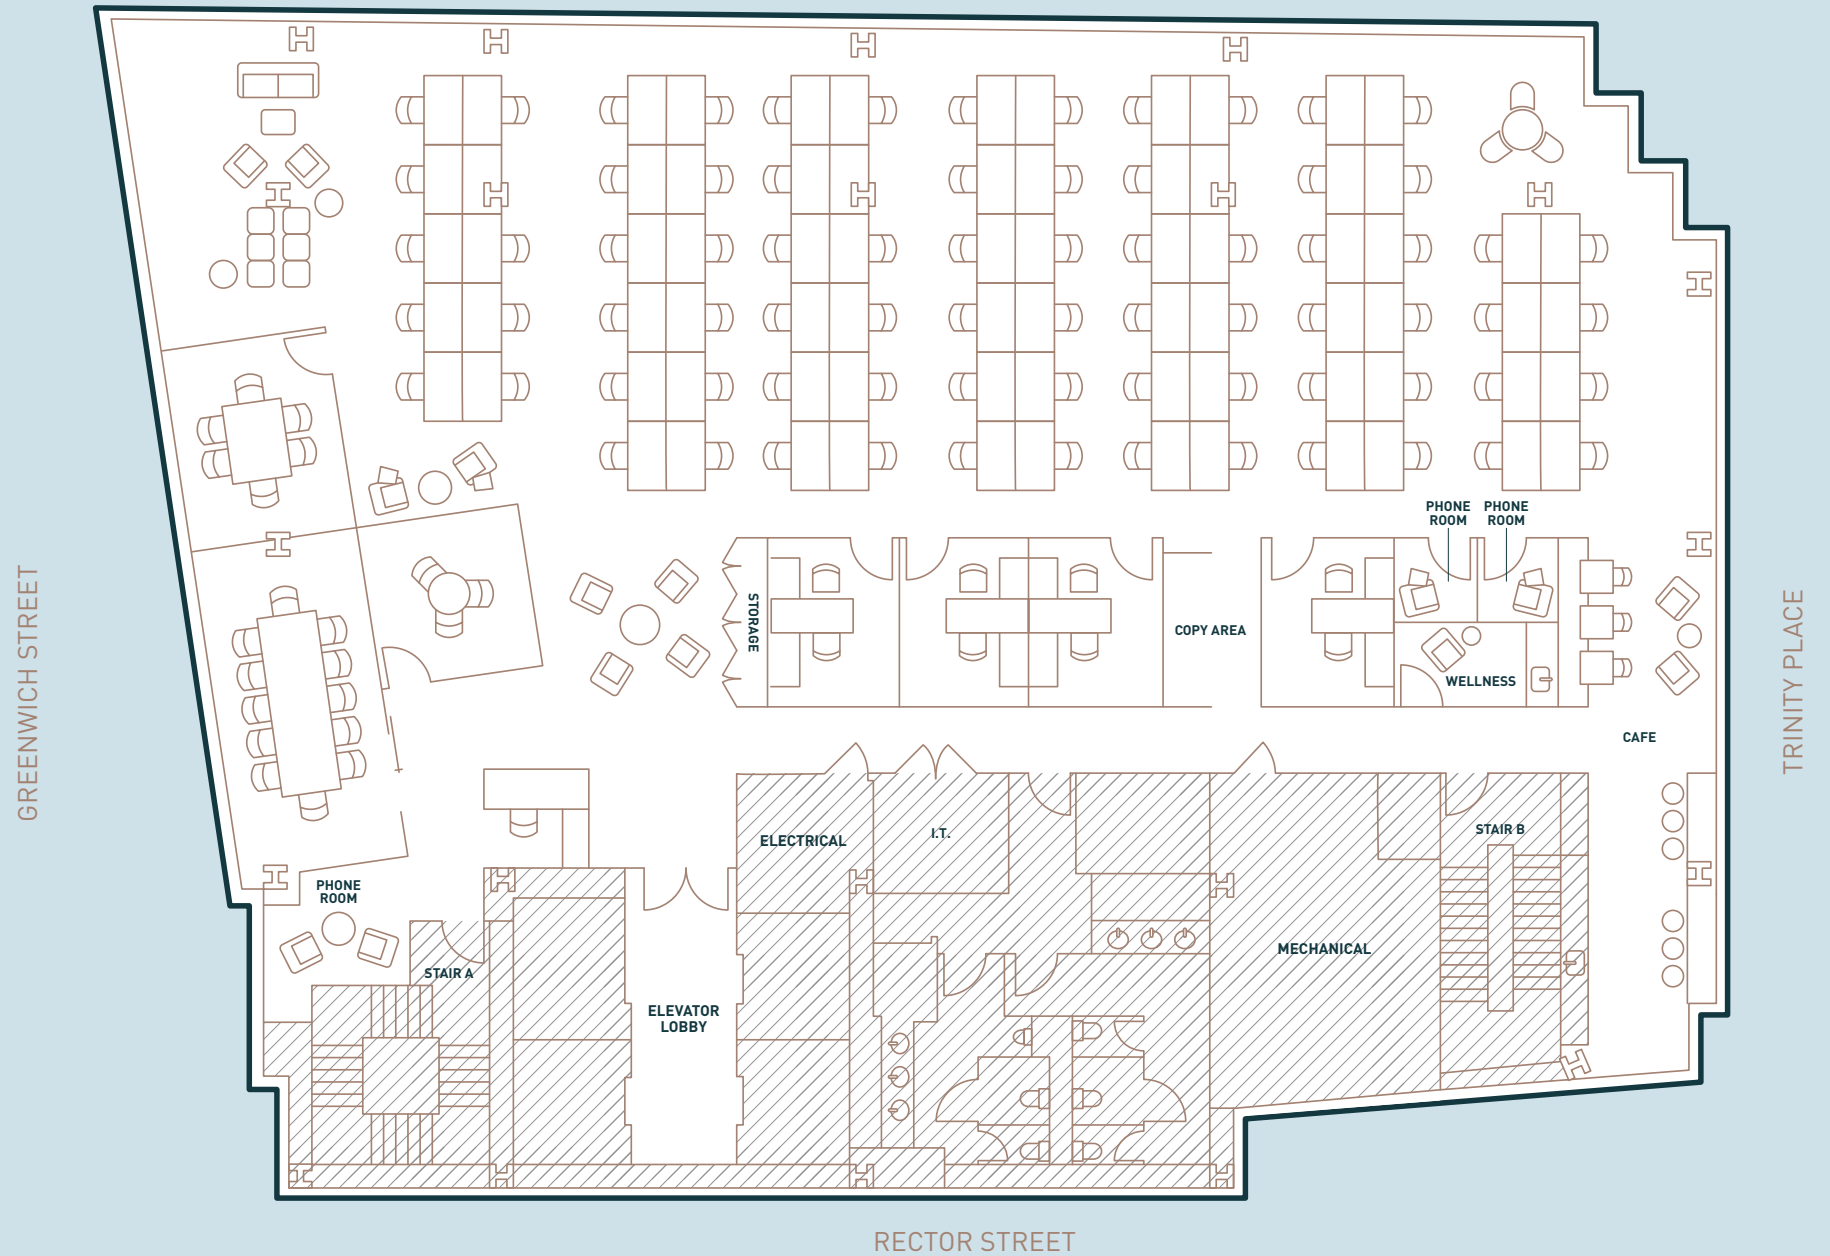 PHONE
ROOM
PHONE
ROOM
STORAGE
COPY AREA
WELLNESS
CAFE
GREENWICH STREET
TRINITY PLACE
ELECTRICAL
I.T.
STAIR B
PHONE
ROOM
STAIR A
MECHANICAL
ELEVATOR
LOBBY
RECTOR STREET